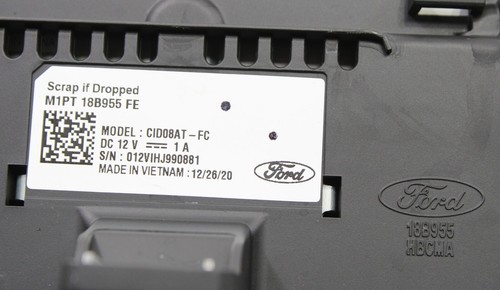 Scrap if Dropped
M1PT 18B955 FE
MODEL : CID08AT-FC
DC 12 V ⎓ 1 A
S/N : 012VIHJ990881
MADE IN VIETNAM : 12/26/20
Ford
Ford
18B955
HBCMA